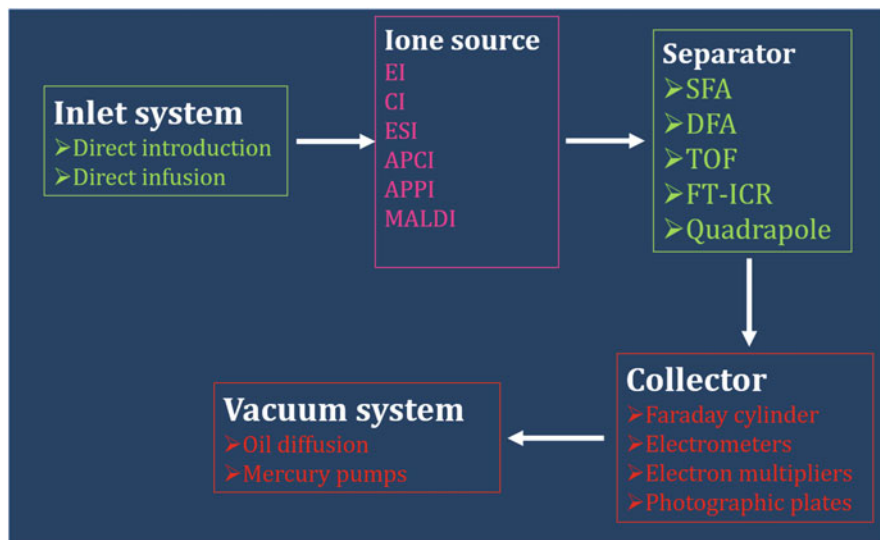 Inlet system
➢Direct introduction
➢Direct infusion
Ione source
EI
CI
ESI
APCI
APPI
MALDI
Separator
➢SFA
➢DFA
➢TOF
➢FT-ICR
➢Quadrapole
Collector
➢Faraday cylinder
➢Electrometers
➢Electron multipliers
➢Photographic plates
Vacuum system
➢Oil diffusion
➢Mercury pumps